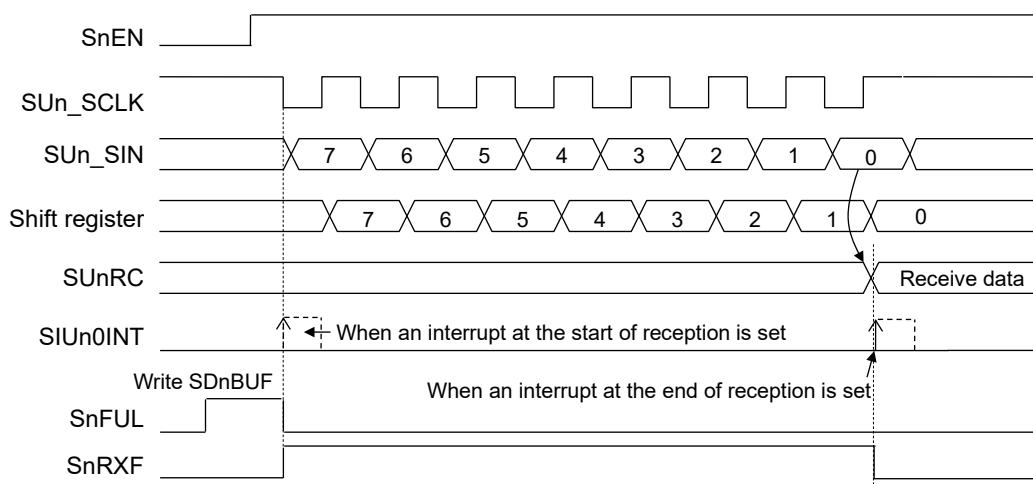 SnEN
SUn_SCLK
SUn_SIN 7 6 5 4 3 2 1 0
Shift register 7 6 5 4 3 2 1 0
SUnRC Receive data
SIUn0INT When an interrupt at the start of reception is set
Write SDnBUF When an interrupt at the end of reception is set
SnFUL
SnRXF